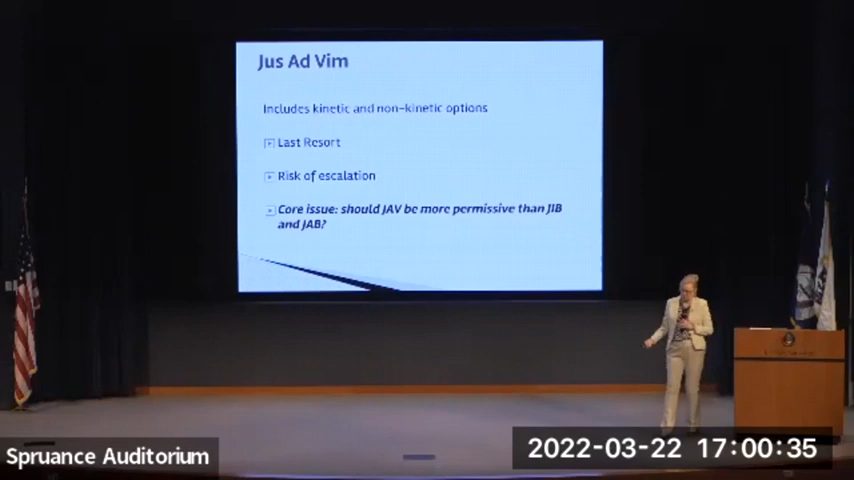 Jus Ad Vim
Includes kinetic and non-kinetic options
Last Resort
Risk of escalation
Core issue: should JAV be more permissive than JIB
and JAB?
Spruance Auditorium
2022-03-22 17:00:35